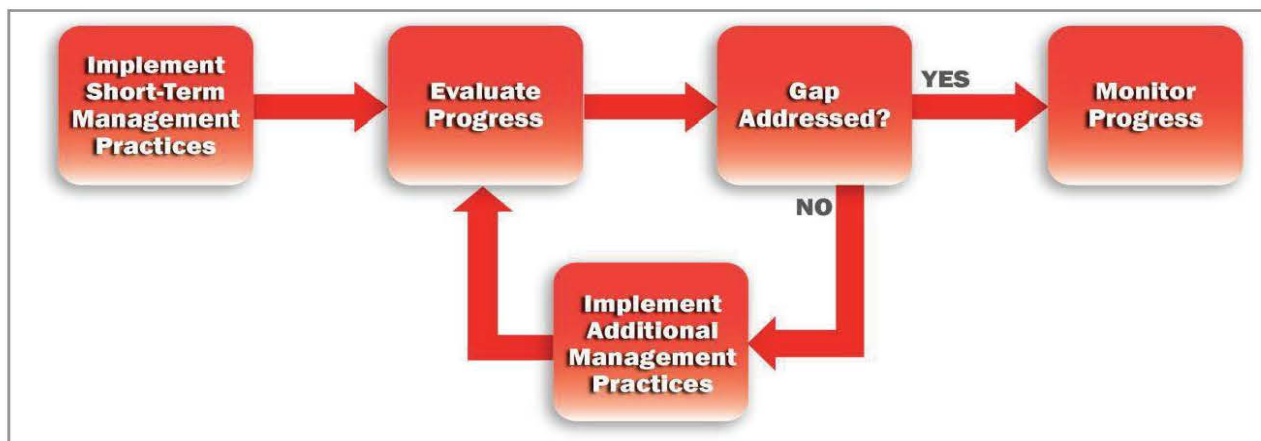 Implement
Short-Term
Management
Practices
Evaluate
Progress
Gap
Addressed?
YES
Monitor
Progress
NO
Implement
Additional
Management
Practices